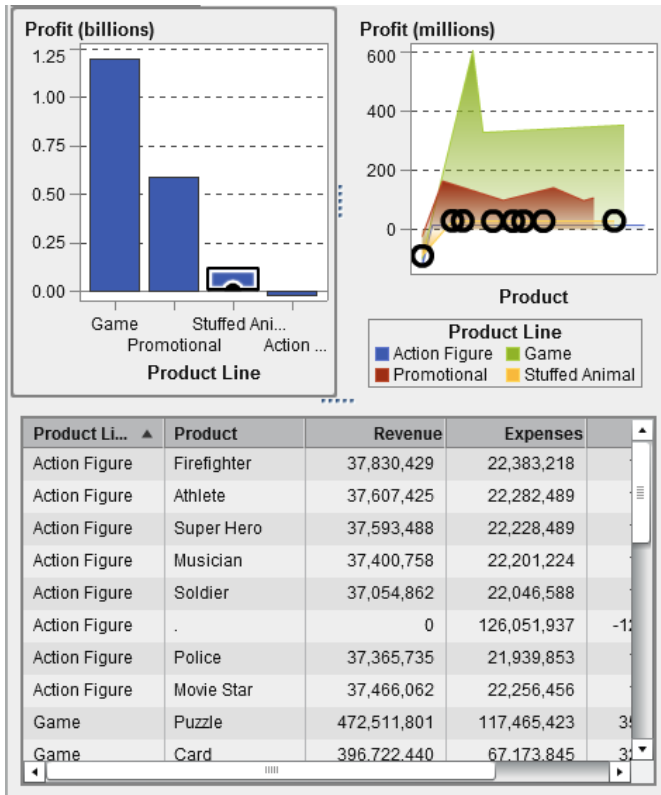 Profit (billions)
1.25
1.00
0.75
0.50
0.25
0.00
Game
Stuffed Ani...
Promotional
Action ...
Product Line
Profit (millions)
600
400
200
0
Product
Product Line
Action Figure
Game
Promotional
Stuffed Animal
Product Li... ▲ Product Revenue Expenses
Action Figure Firefighter 37,830,429 22,383,218
Action Figure Athlete 37,607,425 22,282,489
Action Figure Super Hero 37,593,488 22,228,489
Action Figure Musician 37,400,758 22,201,224
Action Figure Soldier 37,054,862 22,046,588
Action Figure . 0 126,051,937 -12
Action Figure Police 37,365,735 21,939,853
Action Figure Movie Star 37,466,062 22,256,456
Game Puzzle 472,511,801 117,465,423 35
Game Card 396,722,440 67,173,845 32